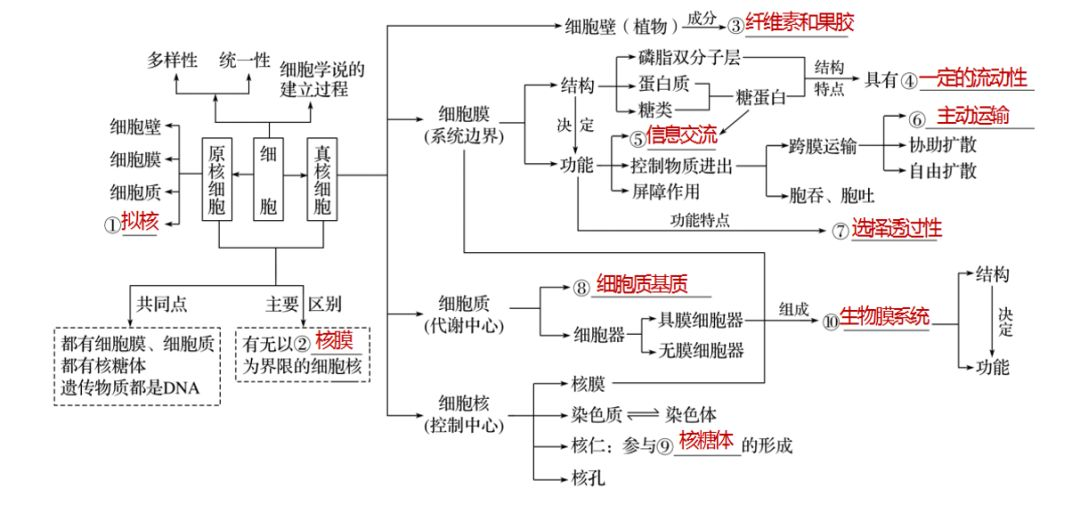 多样性 统一性
细胞学说的
建立过程
细胞壁
细胞膜
细胞质
①拟核
原核细胞
细胞
真核细胞
共同点
都有细胞膜、细胞质
都有核糖体
遗传物质都是DNA
主要 区别
有无以②核膜
为界限的细胞核
细胞壁(植物) 成分 ③纤维素和果胶
细胞膜
(系统边界)
结构
决定
功能
磷脂双分子层
蛋白质
糖类
糖蛋白
结构
特点
具有④一定的流动性
⑤信息交流
控制物质进出
屏障作用
跨膜运输
胞吞、胞吐
⑥主动运输
协助扩散
自由扩散
功能特点
⑦选择透过性
细胞质
(代谢中心)
⑧细胞质基质
细胞器
具膜细胞器
无膜细胞器
组成
⑩生物膜系统
结构
决定
功能
细胞核
(控制中心)
核膜
染色质⇌染色体
核仁：参与⑨核糖体的形成
核孔